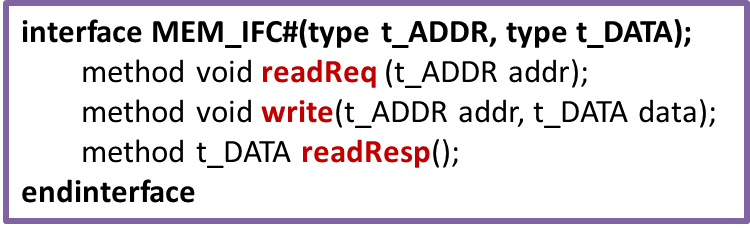 interface MEM_IFC#(type t_ADDR, type t_DATA);
method void readReq (t_ADDR addr);
method void write(t_ADDR addr, t_DATA data);
method t_DATA readResp();
endinterface